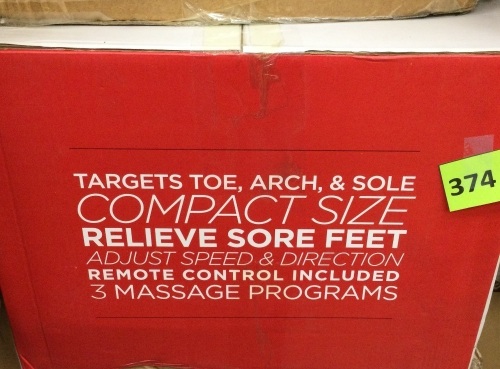 TARGETS TOE, ARCH, & SOLE
COMPACT SIZE
RELIEVE SORE FEET
ADJUST SPEED & DIRECTION
REMOTE CONTROL INCLUDED
3 MASSAGE PROGRAMS
374